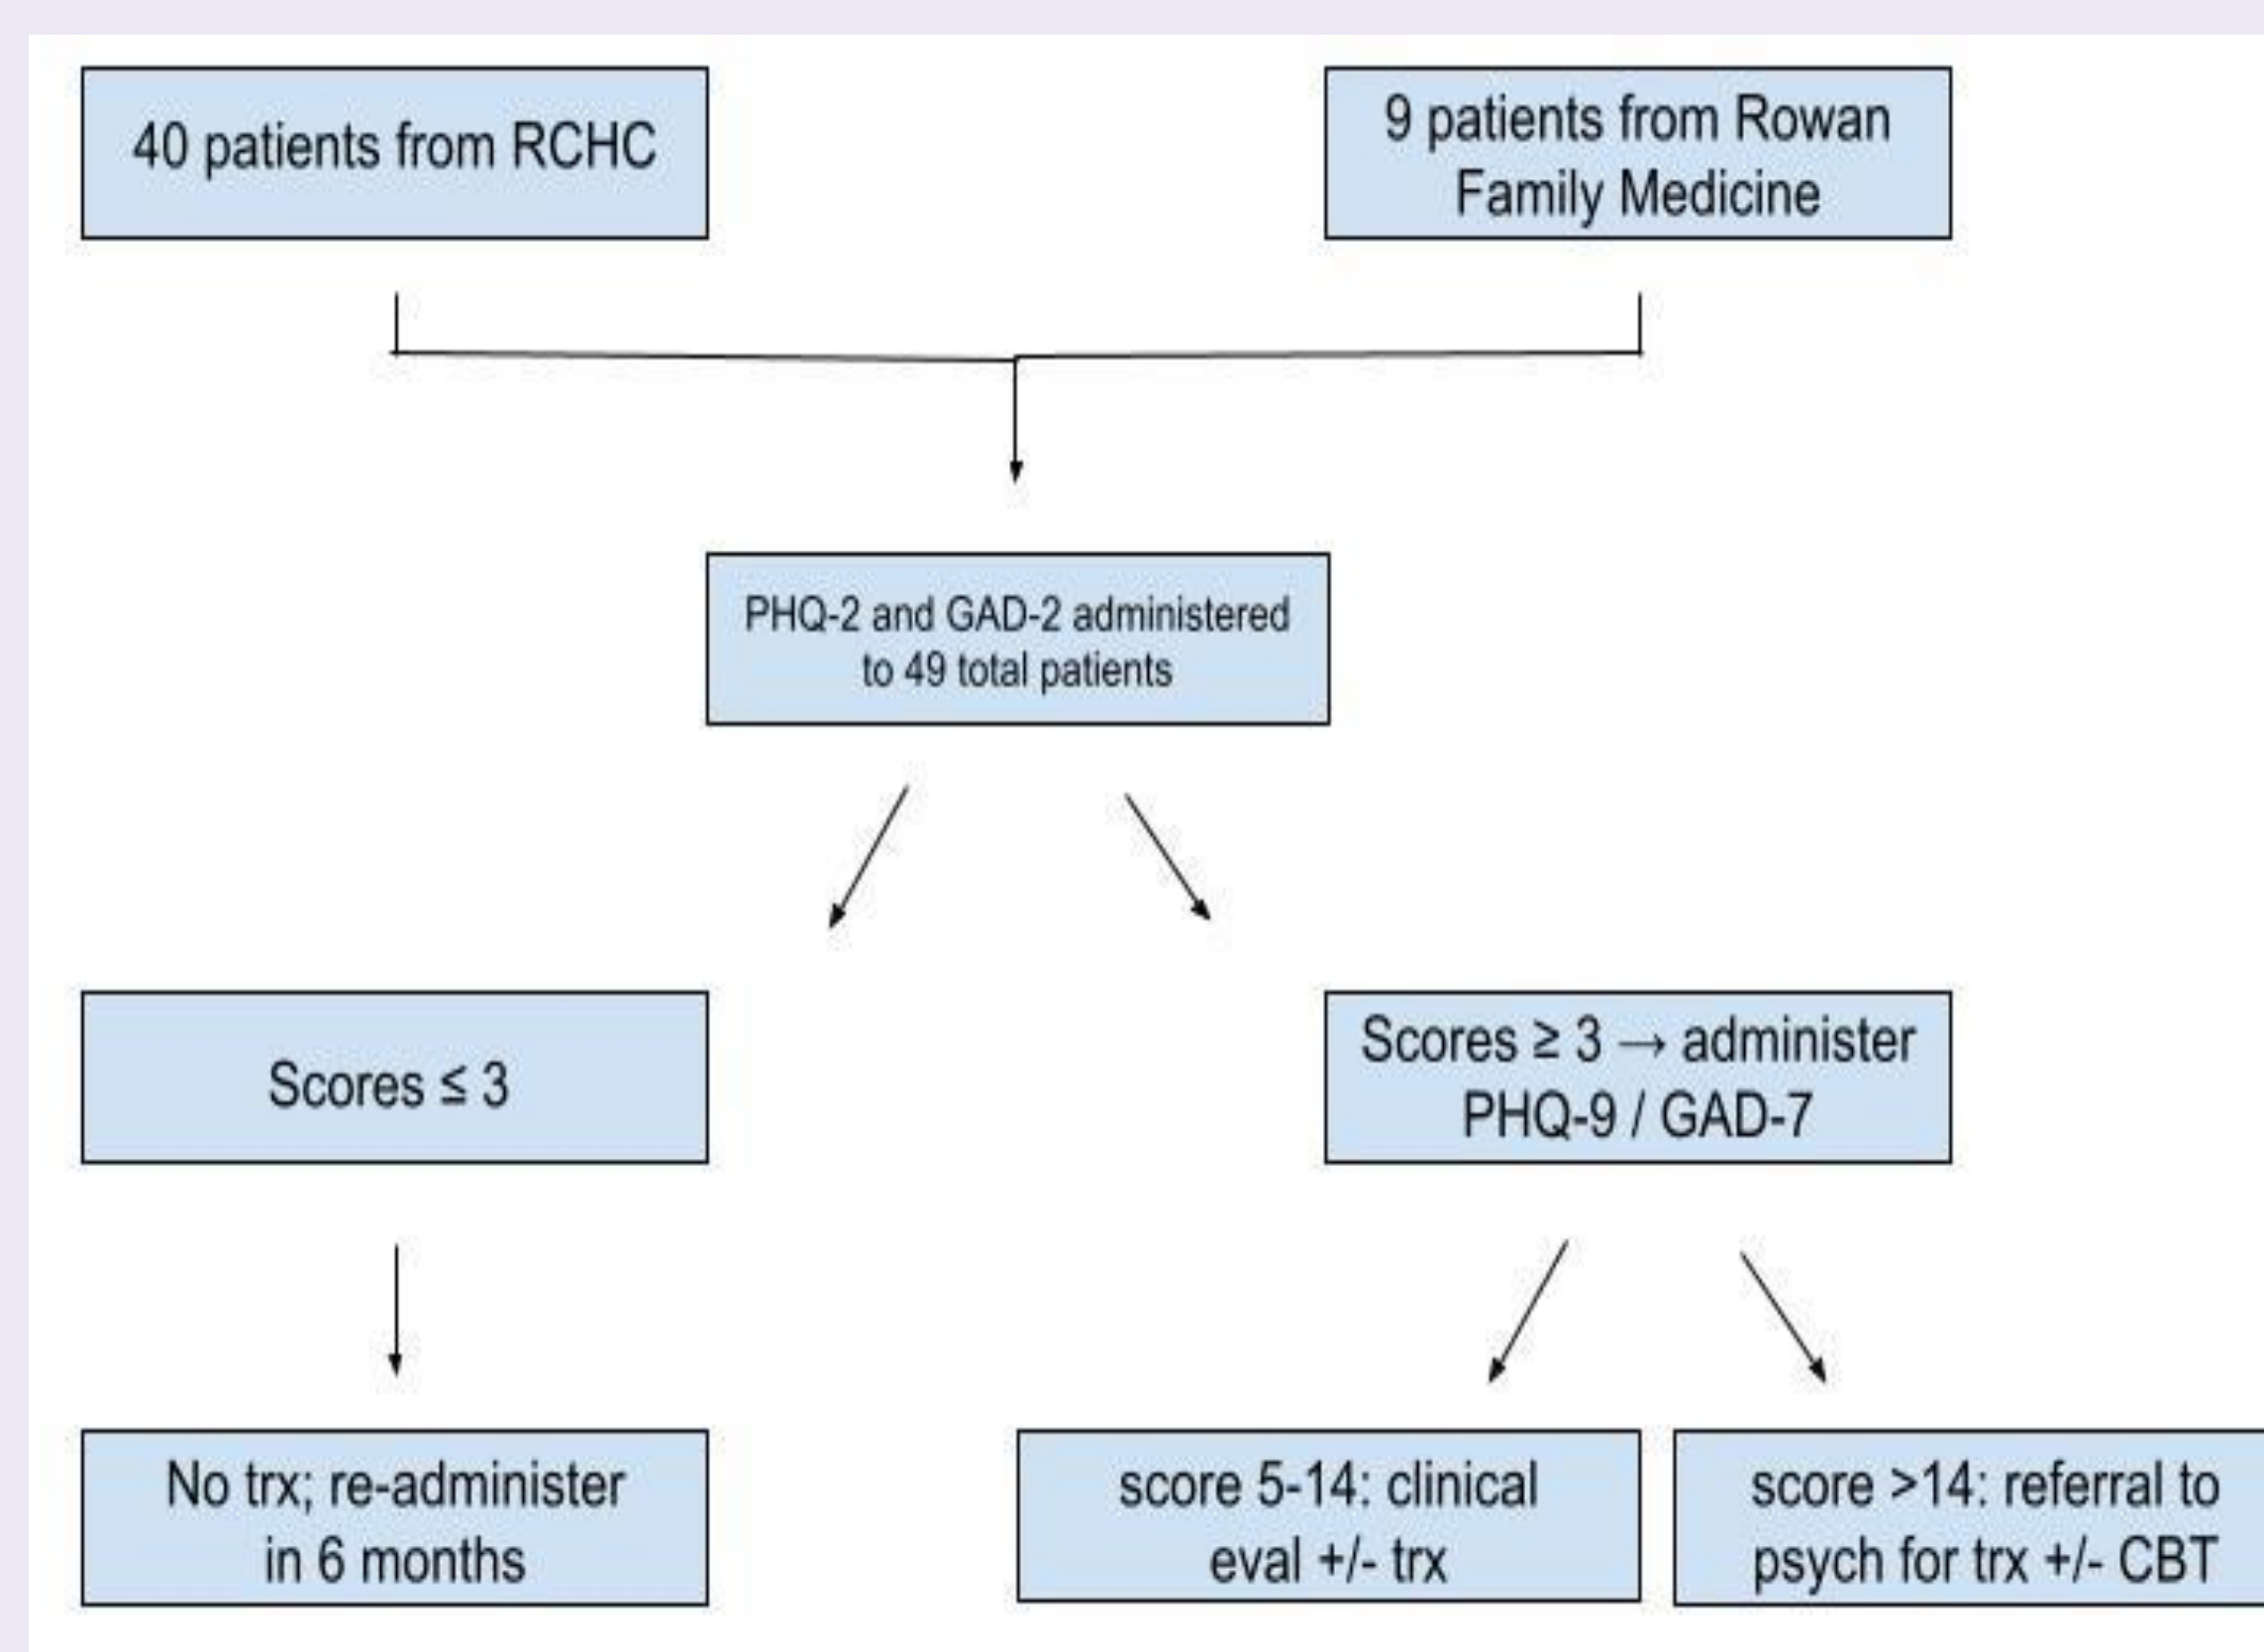 40 patients from RCHC
9 patients from Rowan
Family Medicine
PHQ-2 and GAD-2 administered
to 49 total patients
Scores ≤ 3
Scores ≥ 3 → administer
PHQ-9 / GAD-7
No trx; re-administer
in 6 months
score 5-14: clinical
eval +/- trx
score >14: referral to
psych for trx +/- CBT